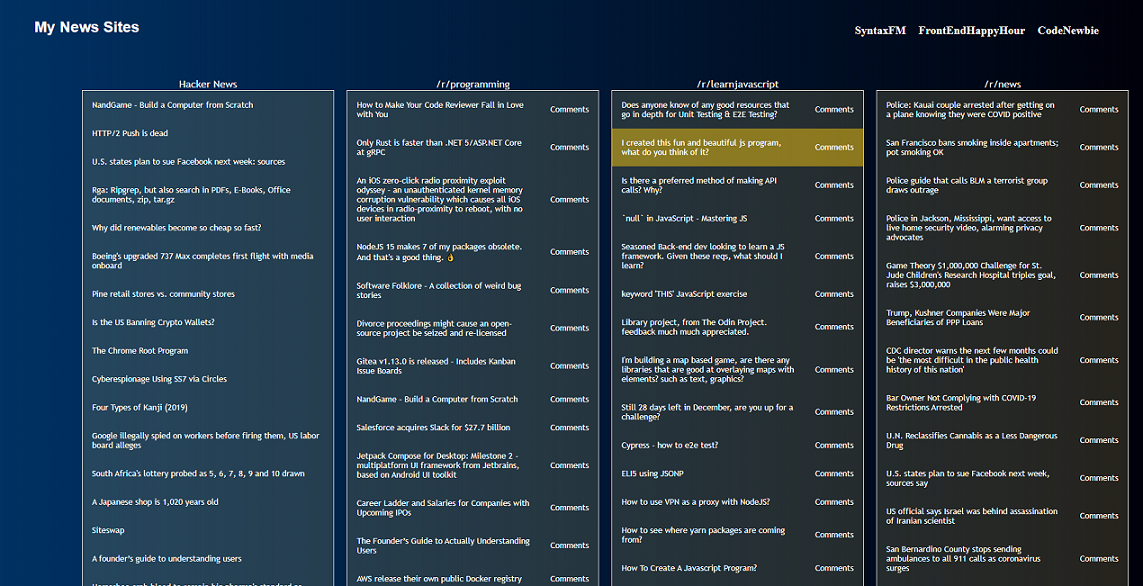 My News Sites
SyntaxFM FrontEndHappyHour CodeNewbie
Hacker News
NandGame - Build a Computer from Scratch
HTTP/2 Push is dead
U.S. states plan to sue Facebook next week: sources
Rga: Ripgrep, but also search in PDFs, E-Books, Office
documents, zip, tar.gz
Why did renewables become so cheap so fast?
Boeing's upgraded 737 Max completes first flight with media
onboard
Pine retail stores vs. community stores
Is the US Banning Crypto Wallets?
The Chrome Root Program
Cyberespionage Using SS7 via Circles
Four Types of Kanji (2019)
Google illegally spied on workers before firing them, US labor
board alleges
South Africa's lottery probed as 5, 6, 7, 8, 9 and 10 drawn
A Japanese shop is 1,020 years old
Siteswap
A founder's guide to understanding users
/r/programming
How to Make Your Code Reviewer Fall in Love
with You
Comments
Only Rust is faster than .NET 5/ASP.NET Core
at gRPC
Comments
An iOS zero-click radio proximity exploit
odyssey - an unauthenticated kernel memory
corruption vulnerability which causes all iOS
devices in radio-proximity to reboot, with no
user interaction
Comments
NodeJS 15 makes 7 of my packages obsolete.
And that's a good thing. 👌
Comments
Software Folklore - A collection of weird bug
stories
Comments
Divorce proceedings might cause an open-
source project be seized and re-licensed
Comments
Gitea v1.13.0 is released - Includes Kanban
Issue Boards
Comments
NandGame - Build a Computer from Scratch
Comments
Salesforce acquires Slack for $27.7 billion
Comments
Jetpack Compose for Desktop: Milestone 2 -
multiplatform UI framework from Jetbrains,
based on Android UI toolkit
Comments
Career Ladder and Salaries for Companies with
Upcoming IPOs
Comments
The Founder's Guide to Actually Understanding
Users
Comments
AWS release their own public Docker registry
Comments
/r/learnjavascript
Does anyone know of any good resources that
go in depth for Unit Testing & E2E Testing?
Comments
I created this fun and beautiful js program,
what do you think of it?
Comments
Is there a preferred method of making API
calls? Why?
Comments
`null` in JavaScript - Mastering JS
Comments
Seasoned Back-end dev looking to learn a JS
framework. Given these reqs, what should I
learn?
Comments
keyword 'THIS' JavaScript exercise
Comments
Library project, from The Odin Project.
feedback much much appreciated.
Comments
I'm building a map based game, are there any
libraries that are good at overlaying maps with
elements? such as text, graphics?
Comments
Still 28 days left in December, are you up for a
challenge?
Comments
Cypress - how to e2e test?
Comments
ELI5 using JSONP
Comments
How to use VPN as a proxy with NodeJS?
Comments
How to see where yarn packages are coming
from?
Comments
How To Create A Javascript Program?
Comments
/r/news
Police: Kauai couple arrested after getting on
a plane knowing they were COVID positive
Comments
San Francisco bans smoking inside apartments;
pot smoking OK
Comments
Police guide that calls BLM a terrorist group
draws outrage
Comments
Police in Jackson, Mississippi, want access to
live home security video, alarming privacy
advocates
Comments
Game Theory $1,000,000 Challenge for St.
Jude Children's Research Hospital triples goal,
raises $3,000,000
Comments
Trump, Kushner Companies Were Major
Beneficiaries of PPP Loans
Comments
CDC director warns the next few months could
be 'the most difficult in the public health
history of this nation'
Comments
Bar Owner Not Complying with COVID-19
Restrictions Arrested
Comments
U.N. Reclassifies Cannabis as a Less Dangerous
Drug
Comments
U.S. states plan to sue Facebook next week,
sources say
Comments
US official says Israel was behind assassination
of Iranian scientist
Comments
San Bernardino County stops sending
ambulances to all 911 calls as coronavirus
surges
Comments